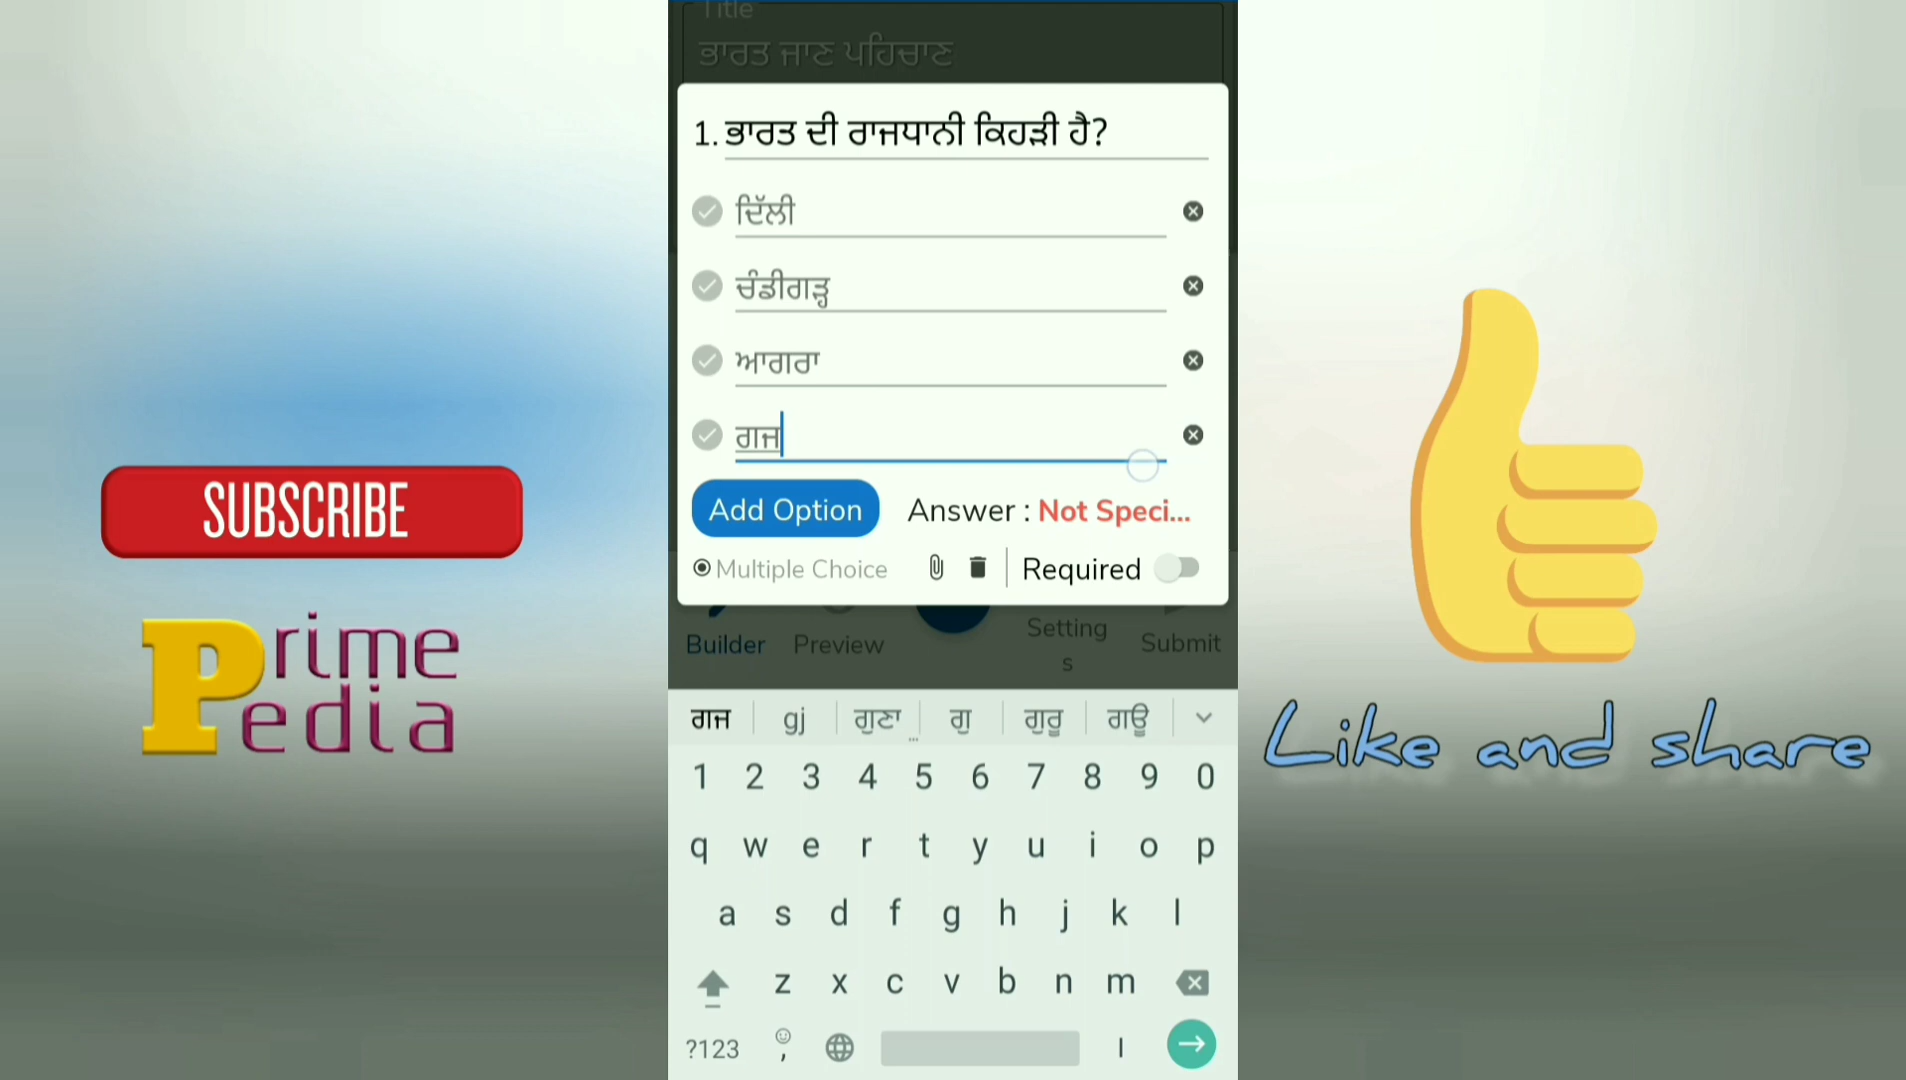 Title
ਭਾਰਤ ਜਾਣ ਪਹਿਚਾਣ
1. ਭਾਰਤ ਦੀ ਰਾਜਧਾਨੀ ਕਿਹੜੀ ਹੈ?
ਦਿੱਲੀ
ਚੰਡੀਗੜ੍ਹ
ਆਗਰਾ
ਗਜ
Add Option Answer : Not Speci...
Multiple Choice Required
Builder Preview Setting
s Submit
ਗਜ gj ਗੁਣਾ ਗੁ ਗੁਰੂ ਗਊ
1 2 3 4 5 6 7 8 9 0
q w e r t y u i o p
a s d f g h j k l
z x c v b n m
?123 , ।
SUBSCRIBE
Prime
Pedia
Like and share